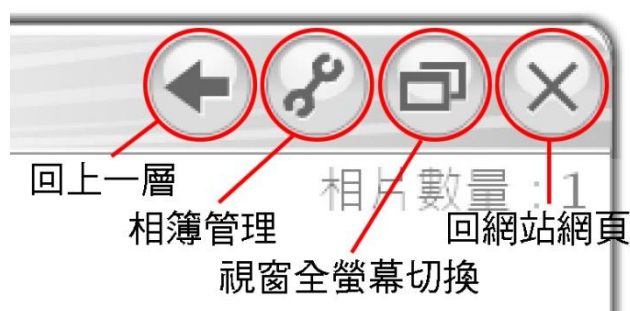 回上一層
相片數量：1
相簿管理
回網站網頁
視窗全螢幕切換